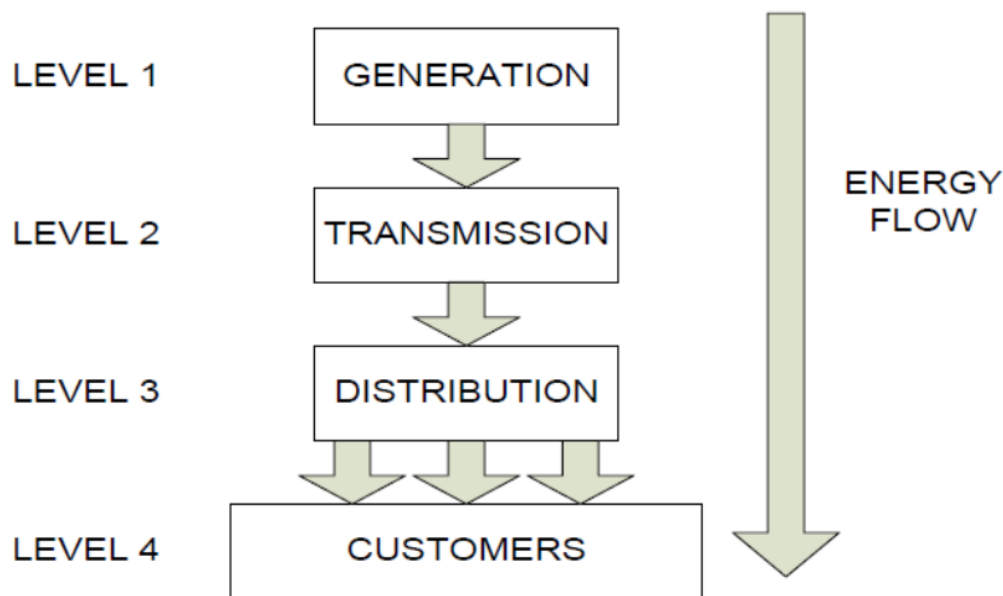 LEVEL 1
GENERATION
LEVEL 2
TRANSMISSION
ENERGY
FLOW
LEVEL 3
DISTRIBUTION
LEVEL 4
CUSTOMERS